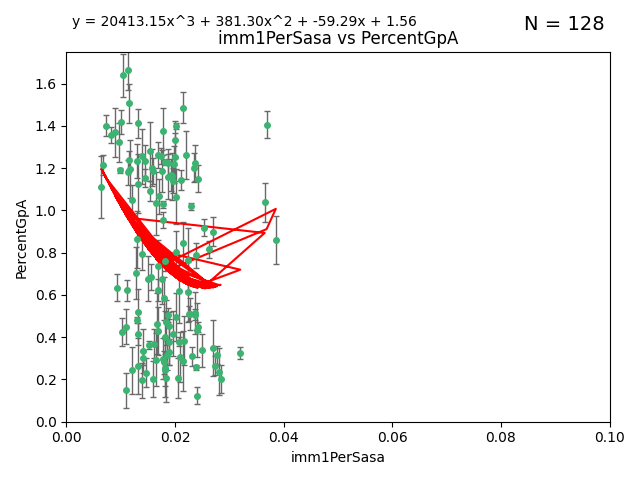 y = 20413.15x^3 + 381.30x^2 + -59.29x + 1.56
N = 128
imm1PerSasa vs PercentGpA
PercentGpA
1.6
1.4
1.2
1.0
0.8
0.6
0.4
0.2
0.0
0.00 0.02 0.04 0.06 0.08 0.10
imm1PerSasa